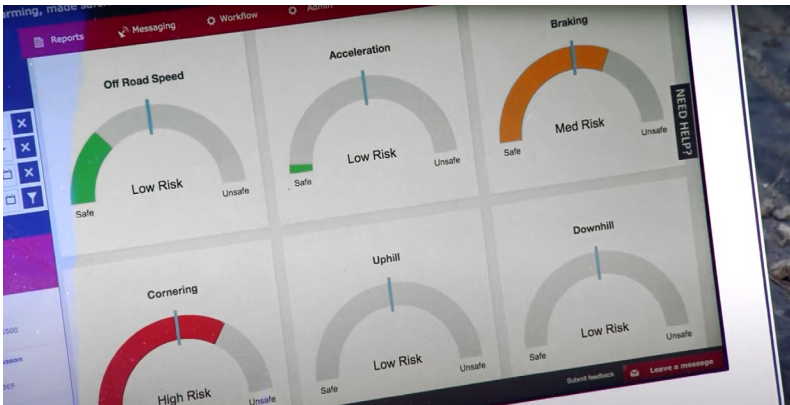 arming, made saf
Reports Messaging Workflow Admin
Off Road Speed
Low Risk
Safe Unsafe
Acceleration
Low Risk
Safe Unsafe
Braking
Med Risk
Safe Unsafe
NEED HELP?
Cornering
High Risk
Unsafe
Uphill
Low Risk
Safe Unsafe
Downhill
Low Risk
Safe Unsafe
Submit feedback Leave a message